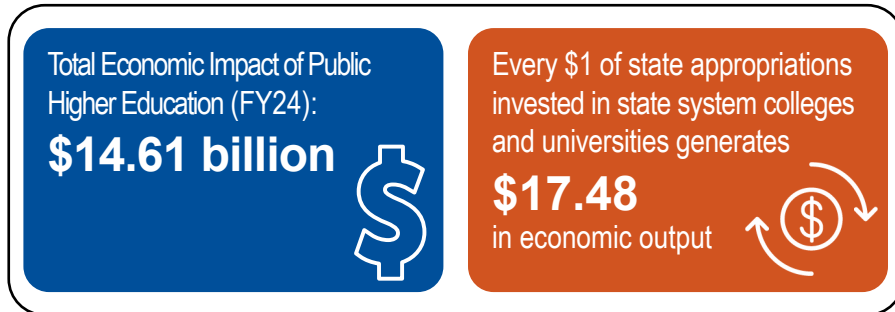 Total Economic Impact of Public
Higher Education (FY24):
$14.61 billion
$
Every $1 of state appropriations
invested in state system colleges
and universities generates
$17.48
in economic output
$